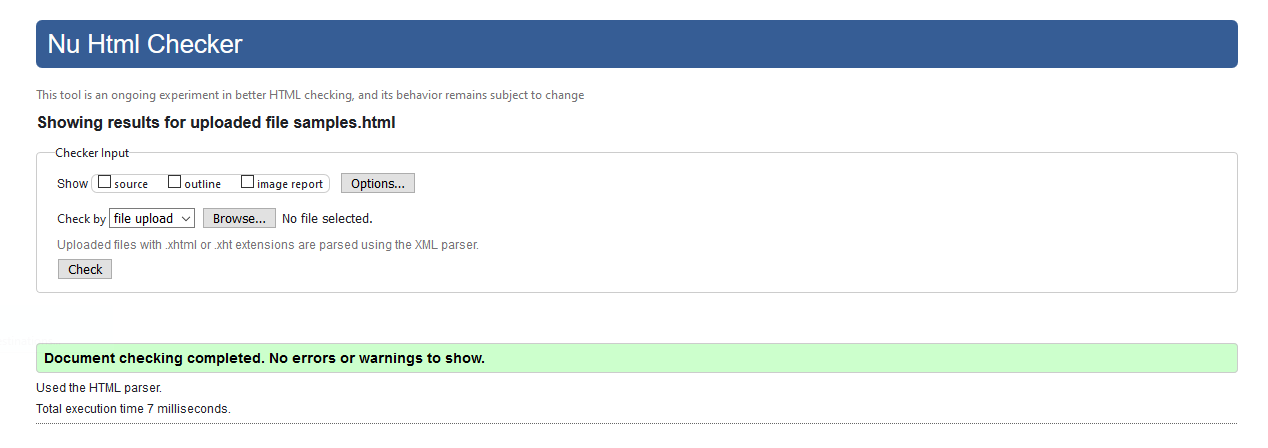 Nu Html Checker
This tool is an ongoing experiment in better HTML checking, and its behavior remains subject to change
Showing results for uploaded file samples.html
Checker Input
Show source outline image report Options...
Check by file upload Browse... No file selected.
Uploaded files with .xhtml or .xht extensions are parsed using the XML parser.
Check
Document checking completed. No errors or warnings to show.
Used the HTML parser.
Total execution time 7 milliseconds.